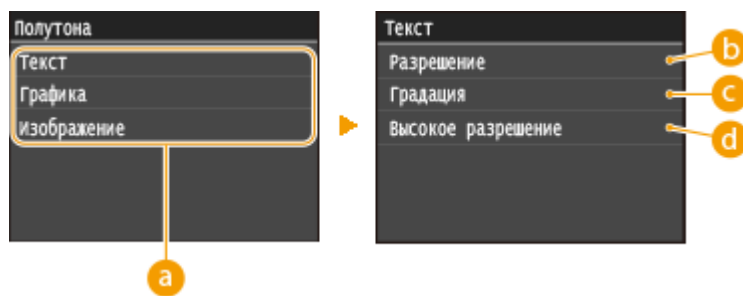 Полутона
Текст
Графика
Изображение
a
Текст
Разрешение
Градация
Высокое разрешение
b
c
d